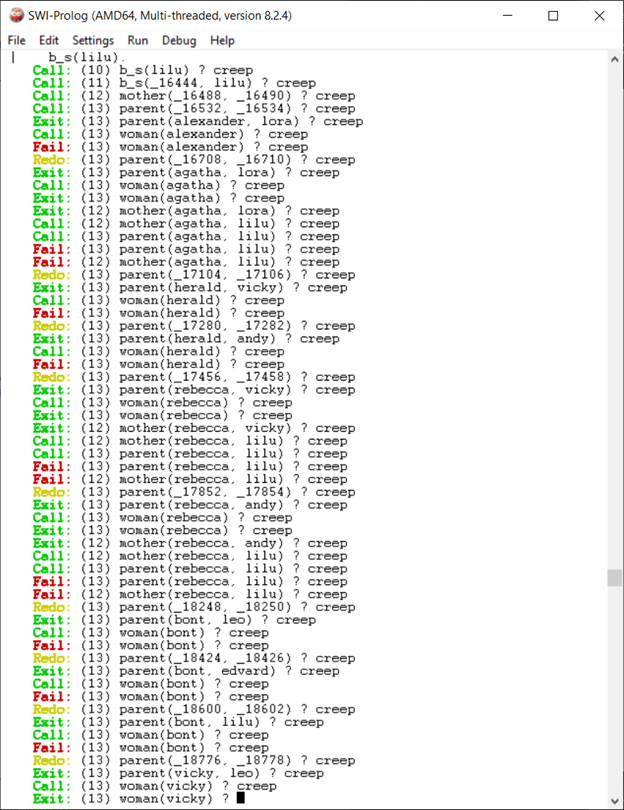 SWI-Prolog (AMD64, Multi-threaded, version 8.2.4)
File Edit Settings Run Debug Help
| b_s(lilu).
Call: (10) b_s(lilu) ? creep
Call: (11) b_s(_16444, lilu) ? creep
Call: (12) mother(_16488, _16490) ? creep
Call: (13) parent(_16532, _16534) ? creep
Exit: (13) parent(alexander, lora) ? creep
Call: (13) woman(alexander) ? creep
Fail: (13) woman(alexander) ? creep
Redo: (13) parent(_16708, _16710) ? creep
Exit: (13) parent(agatha, lora) ? creep
Call: (13) woman(agatha) ? creep
Exit: (13) woman(agatha) ? creep
Exit: (12) mother(agatha, lora) ? creep
Call: (12) mother(agatha, lilu) ? creep
Call: (13) parent(agatha, lilu) ? creep
Fail: (13) parent(agatha, lilu) ? creep
Fail: (12) mother(agatha, lilu) ? creep
Redo: (13) parent(_17104, _17106) ? creep
Exit: (13) parent(herald, vicky) ? creep
Call: (13) woman(herald) ? creep
Fail: (13) woman(herald) ? creep
Redo: (13) parent(_17280, _17282) ? creep
Exit: (13) parent(herald, andy) ? creep
Call: (13) woman(herald) ? creep
Fail: (13) woman(herald) ? creep
Redo: (13) parent(_17456, _17458) ? creep
Exit: (13) parent(rebecca, vicky) ? creep
Call: (13) woman(rebecca) ? creep
Exit: (13) woman(rebecca) ? creep
Exit: (12) mother(rebecca, vicky) ? creep
Call: (12) mother(rebecca, lilu) ? creep
Call: (13) parent(rebecca, lilu) ? creep
Fail: (13) parent(rebecca, lilu) ? creep
Fail: (12) mother(rebecca, lilu) ? creep
Redo: (13) parent(_17852, _17854) ? creep
Exit: (13) parent(rebecca, andy) ? creep
Call: (13) woman(rebecca) ? creep
Exit: (13) woman(rebecca) ? creep
Exit: (12) mother(rebecca, andy) ? creep
Call: (12) mother(rebecca, lilu) ? creep
Call: (13) parent(rebecca, lilu) ? creep
Fail: (13) parent(rebecca, lilu) ? creep
Fail: (12) mother(rebecca, lilu) ? creep
Redo: (13) parent(_18248, _18250) ? creep
Exit: (13) parent(bont, leo) ? creep
Call: (13) woman(bont) ? creep
Fail: (13) woman(bont) ? creep
Redo: (13) parent(_18424, _18426) ? creep
Exit: (13) parent(bont, edvard) ? creep
Call: (13) woman(bont) ? creep
Fail: (13) woman(bont) ? creep
Redo: (13) parent(_18600, _18602) ? creep
Exit: (13) parent(bont, lilu) ? creep
Call: (13) woman(bont) ? creep
Fail: (13) woman(bont) ? creep
Redo: (13) parent(_18776, _18778) ? creep
Exit: (13) parent(vicky, leo) ? creep
Call: (13) woman(vicky) ? creep
Exit: (13) woman(vicky) ?